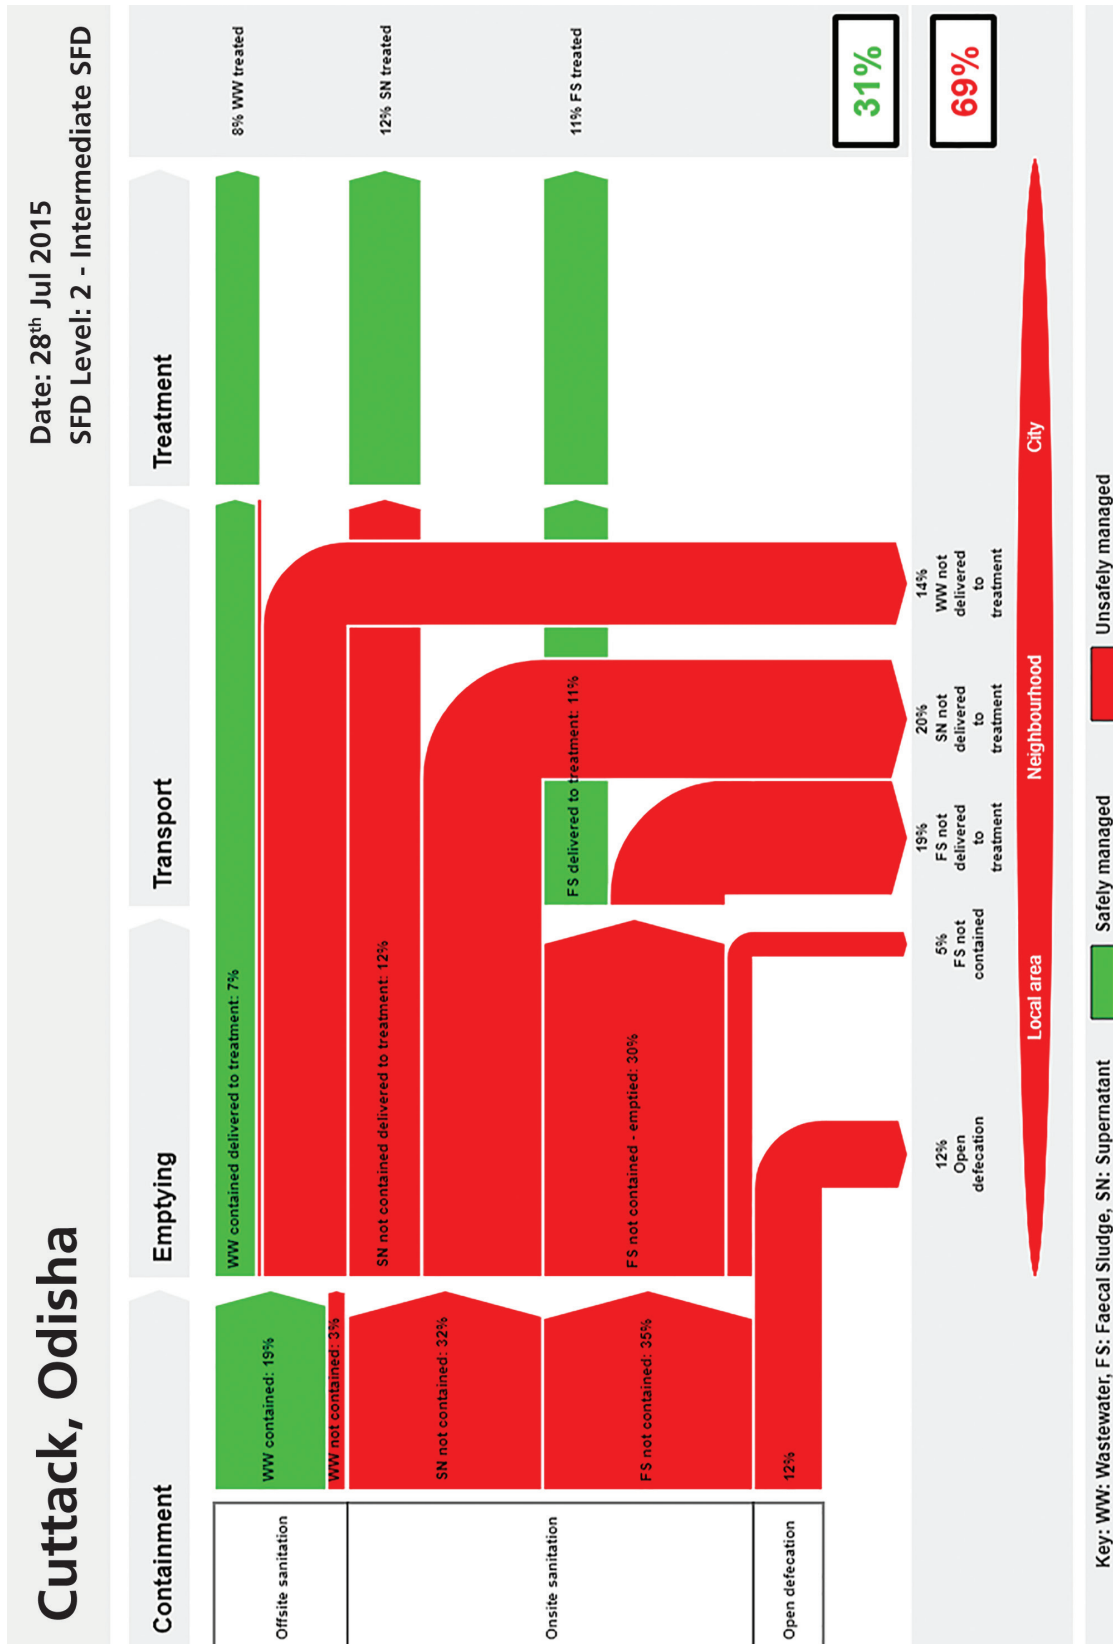 Cuttack, Odisha
Date: 28th Jul 2015
SFD Level: 2 - Intermediate SFD
Containment
Emptying
Transport
Treatment
Offsite sanitation
WW contained: 19%
WW not contained: 3%
WW contained delivered to treatment: 7%
8% WW treated
Onsite sanitation
SN not contained: 32%
SN not contained delivered to treatment: 12%
12% SN treated
FS not contained: 35%
FS not contained - emptied: 30%
FS delivered to treatment: 11%
11% FS treated
Open defecation
12%
31%
69%
12%
Open
defecation
5%
FS not
contained
19%
FS not
delivered
to
treatment
20%
SN not
delivered
to
treatment
14%
WW not
delivered
to
treatment
Local area
Neighbourhood
City
Key: WW: Wastewater, FS: Faecal Sludge, SN: Supernatant
Safely managed
Unsafely managed